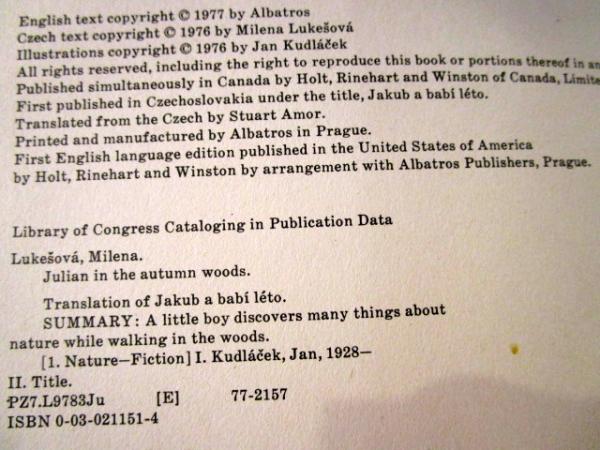 English text copyright © 1977 by Albatros
Czech text copyright © 1976 by Milena Lukešová
Illustrations copyright © 1976 by Jan Kudláček
All rights reserved, including the right to reproduce this book or portions thereof in
Published simultaneously in Canada by Holt, Rinehart and Winston of Canada,
First published in Czechoslovakia under the title, Jakub a babí léto.
Translated from the Czech by Stuart Amor.
Printed and manufactured by Albatros in Prague.
First English language edition published in the United States of America
by Holt, Rinehart and Winston by arrangement with Albatros Publishers, Prague.
Library of Congress Cataloging in Publication Data
Lukešová, Milena.
Julian in the autumn woods.
Translation of Jakub a babí léto.
SUMMARY: A little boy discovers many things about
nature while walking in the woods.
[1. Nature—Fiction] I. Kudláček, Jan, 1928—
II. Title.
PZ7.L9783Ju [E] 77-2157
ISBN 0-03-021151-4